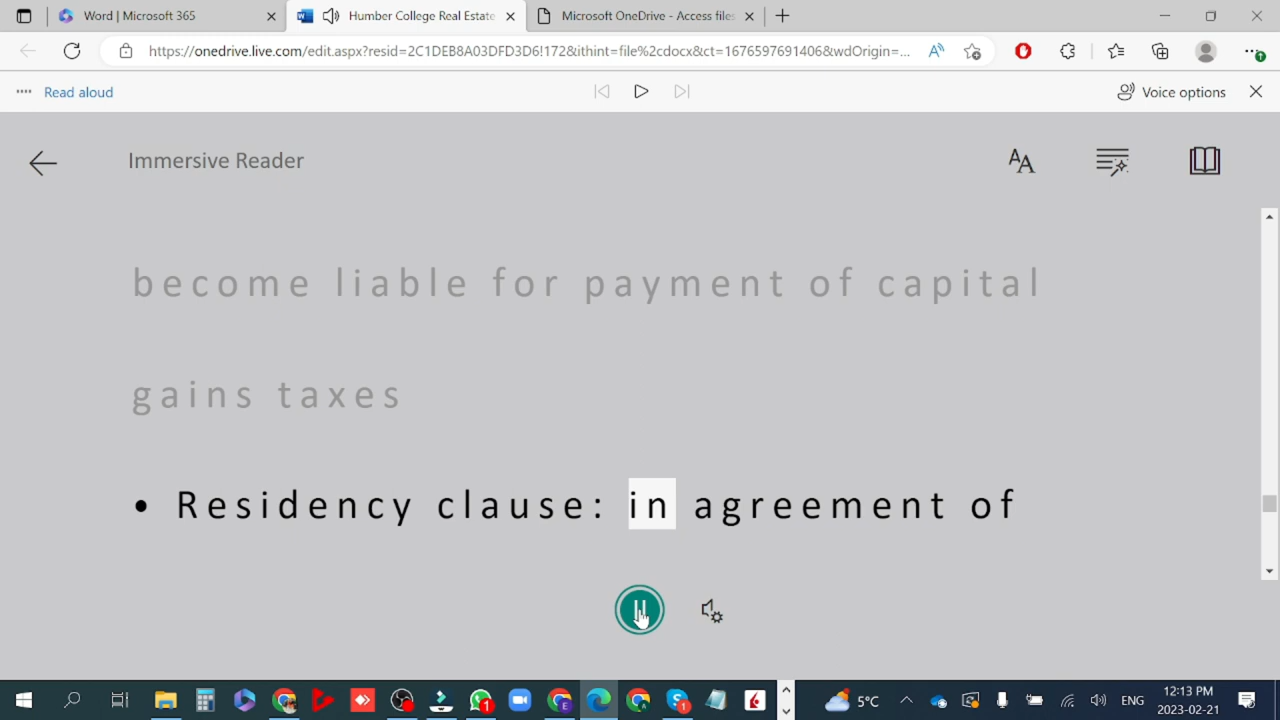 Word | Microsoft 365
Humber College Real Estate
Microsoft OneDrive - Access files
https://onedrive.live.com/edit.aspx?resid=2C1DEB8A03DFD3D6!172&ithint=file%2cdocx&ct=1676597691406&wdOrigin=...
Read aloud
Voice options
Immersive Reader
become liable for payment of capital
gains taxes
• Residency clause: in agreement of
5°C
ENG
12:13 PM
2023-02-21